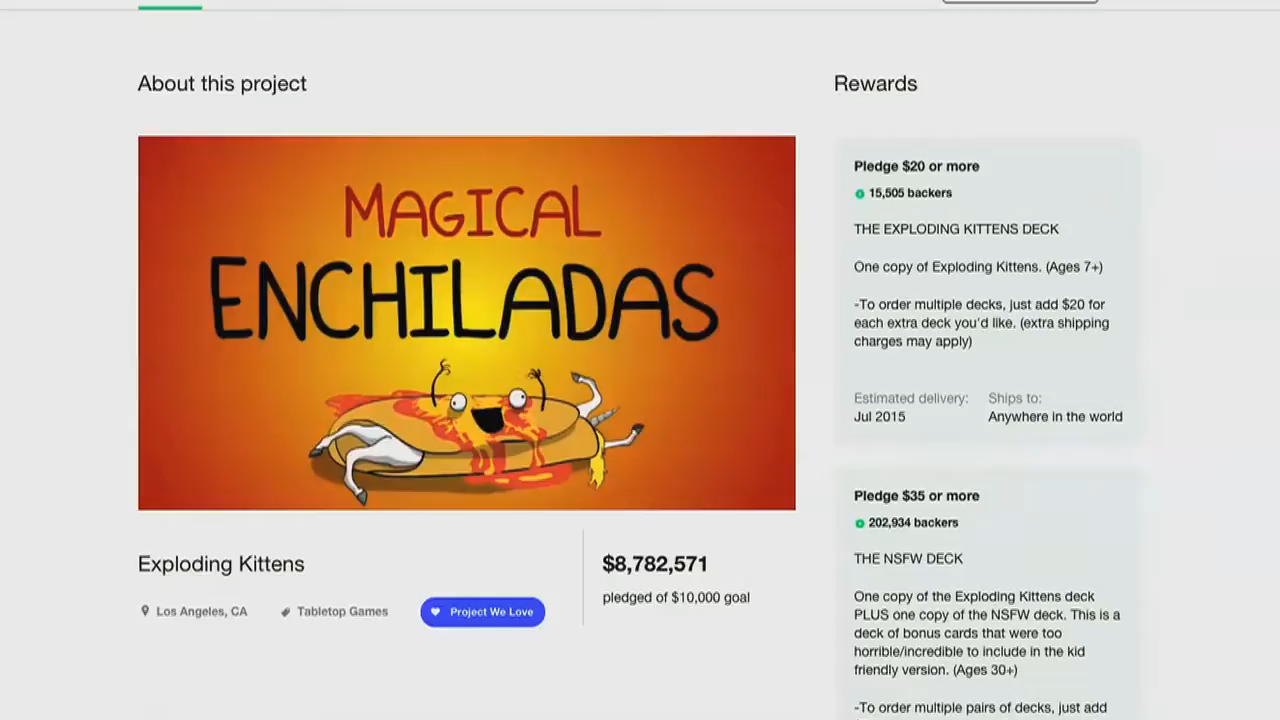 About this project
MAGICAL
ENCHILADAS
Exploding Kittens
Los Angeles, CA
Tabletop Games
Project We Love
$8,782,571
pledged of $10,000 goal
Rewards
Pledge $20 or more
15,505 backers
THE EXPLODING KITTENS DECK
One copy of Exploding Kittens. (Ages 7+)
-To order multiple decks, just add $20 for
each extra deck you'd like. (extra shipping
charges may apply)
Estimated delivery:
Jul 2015
Ships to:
Anywhere in the world
Pledge $35 or more
202,934 backers
THE NSFW DECK
One copy of the Exploding Kittens deck
PLUS one copy of the NSFW deck. This is a
deck of bonus cards that were too
horrible/incredible to include in the kid
friendly version. (Ages 30+)
-To order multiple pairs of decks, just add